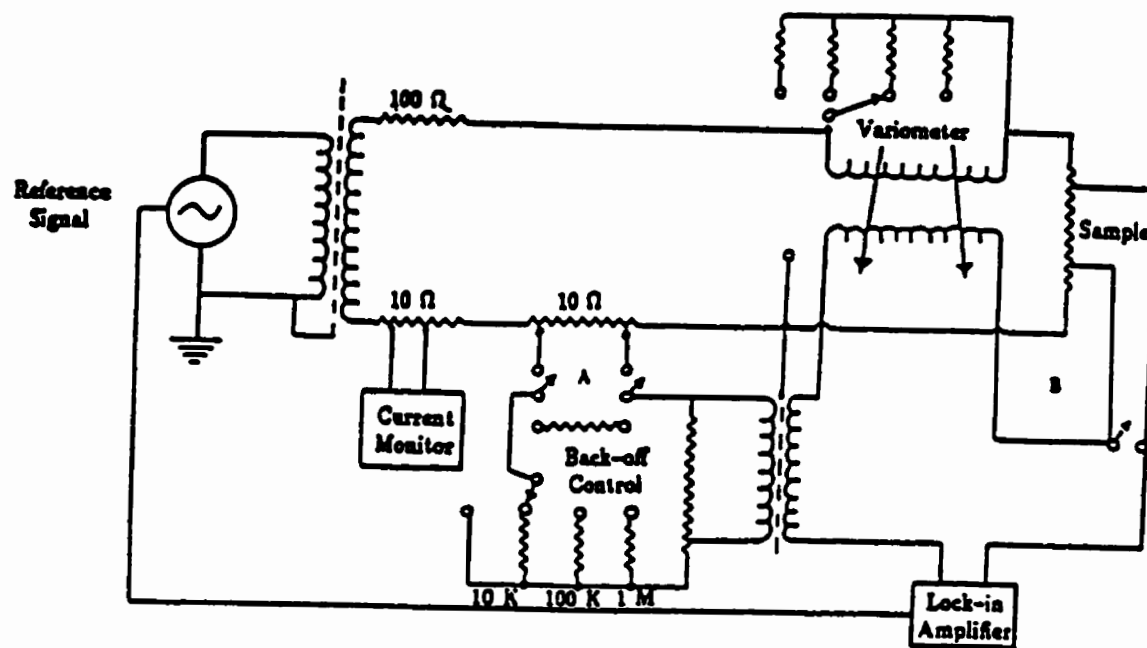 100 Ω
Variometer
Reference
Signal
Sample
10 Ω
10 Ω
A
B
Current
Monitor
Back-off
Control
10 K
100 K
1 M
Lock-in
Amplifier